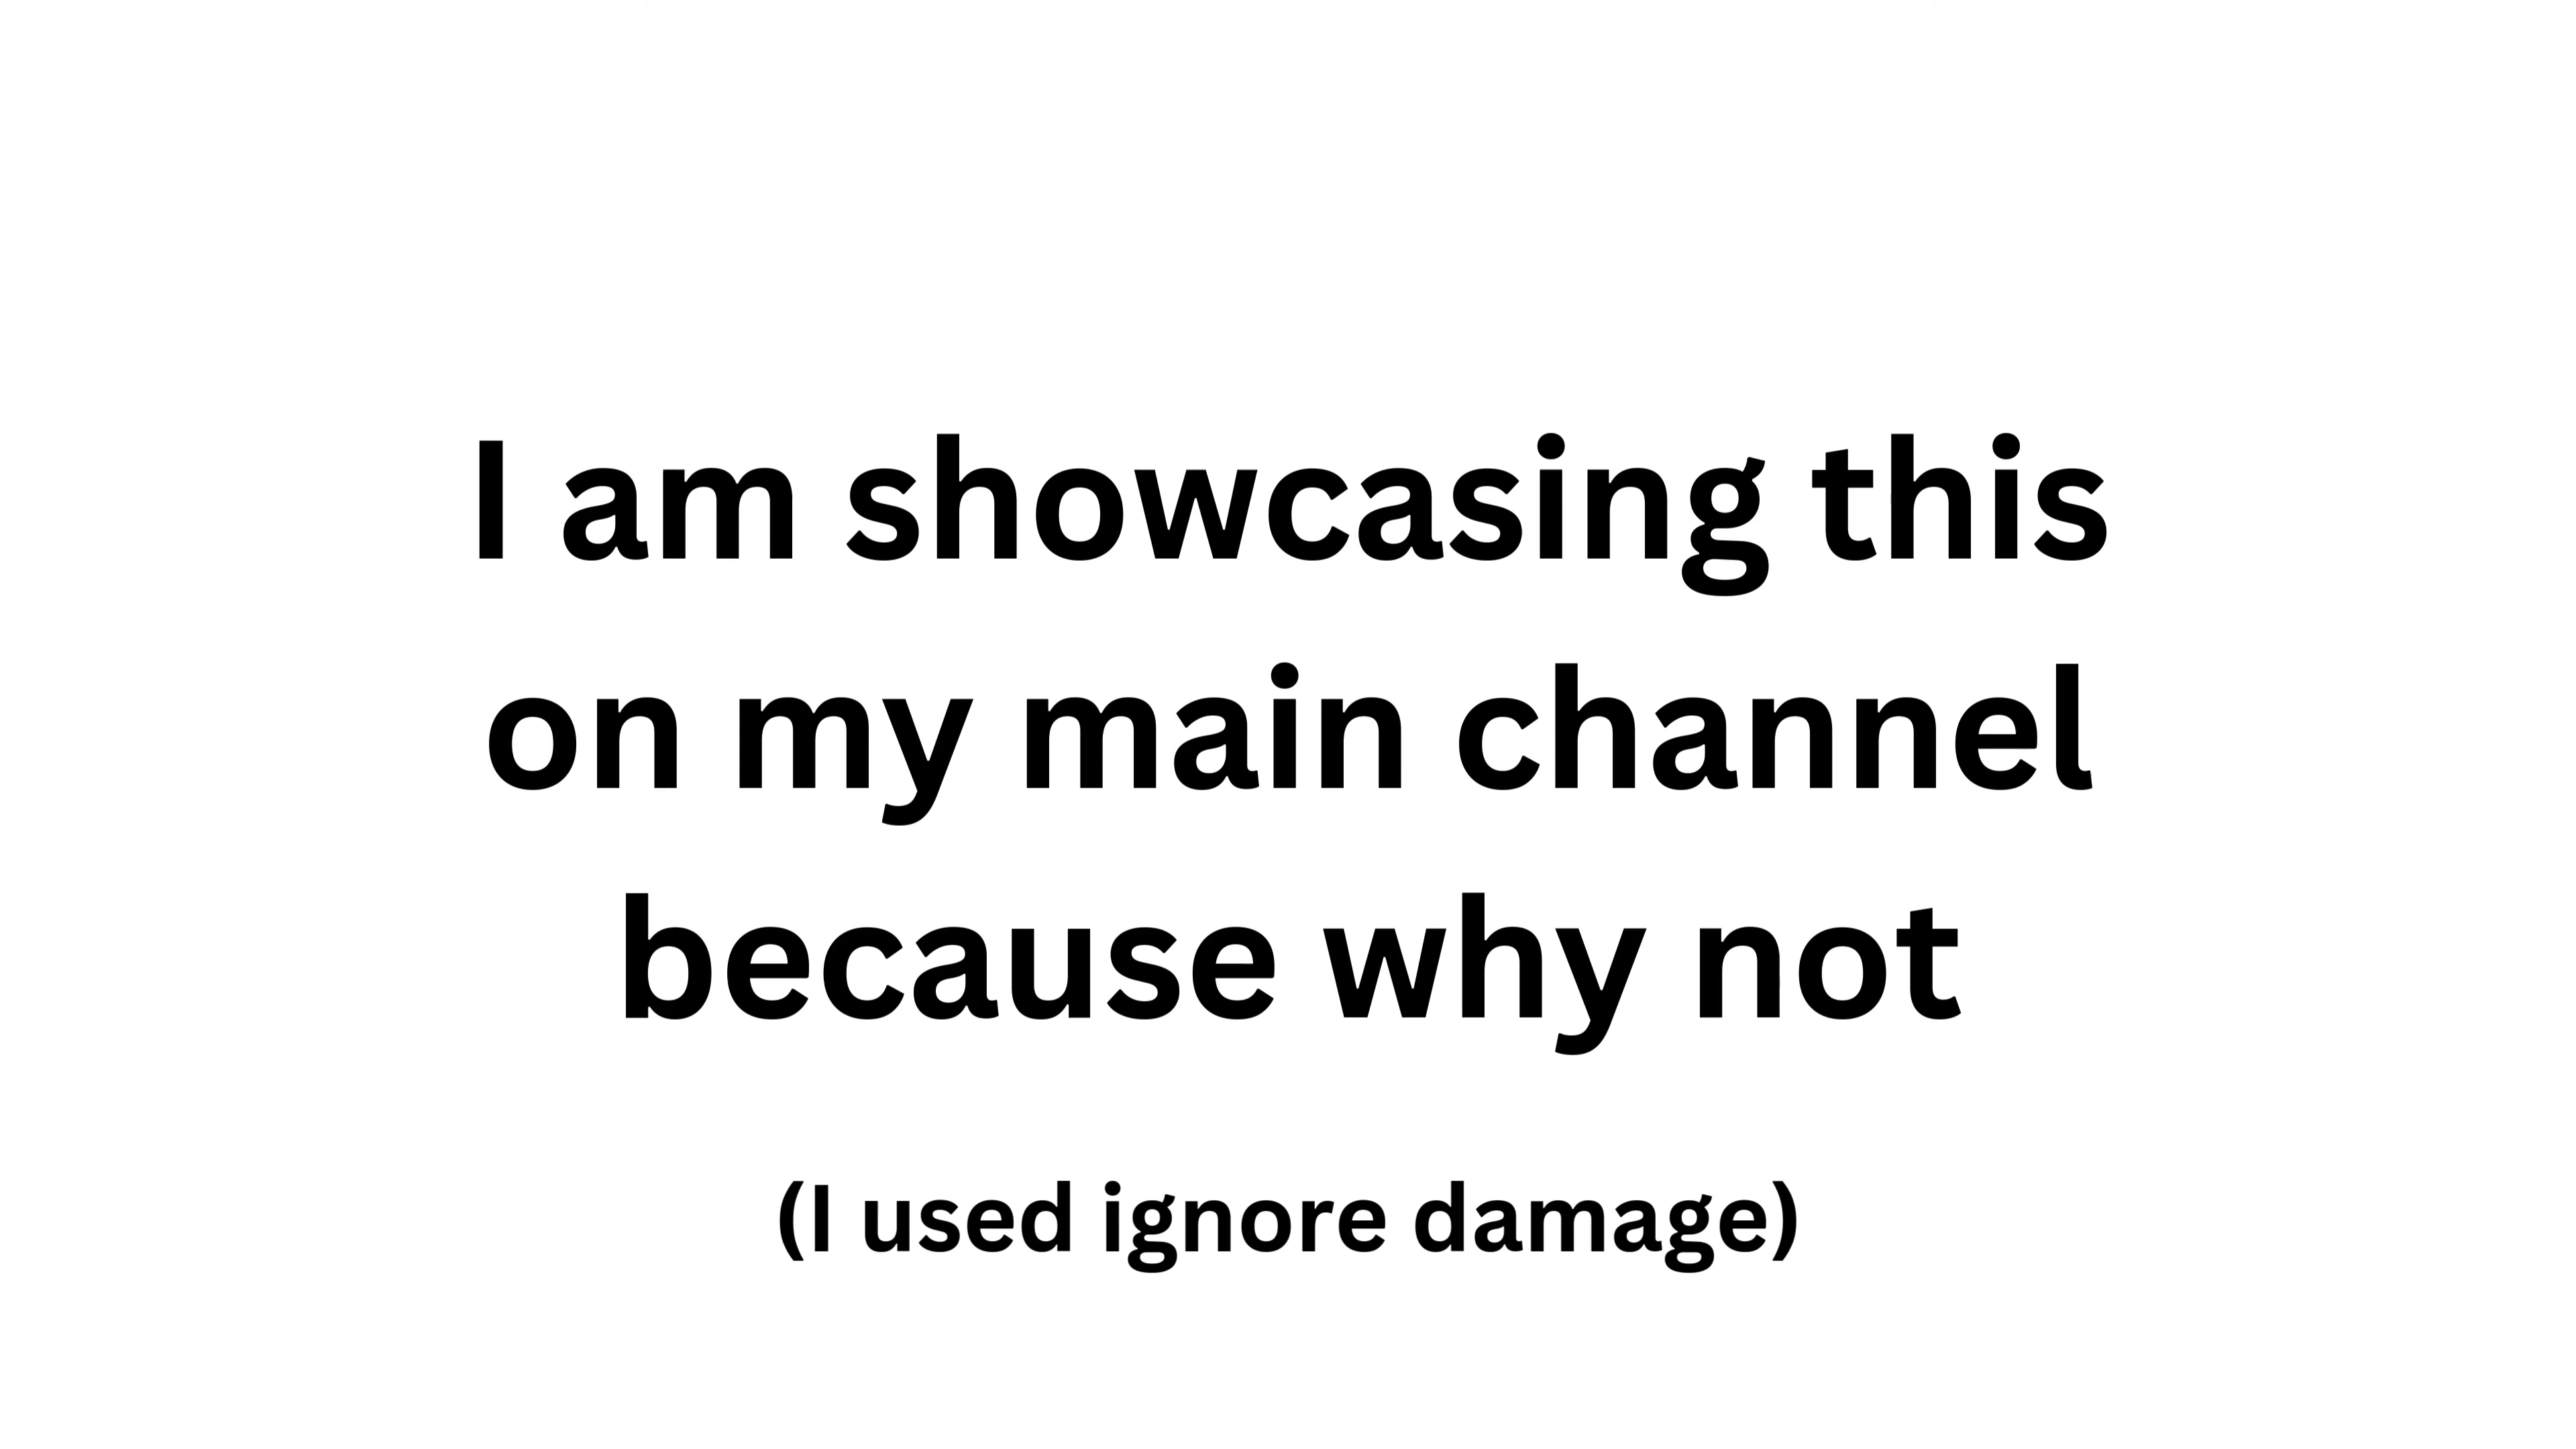 I am showcasing this
on my main channel
because why not
(I used ignore damage)